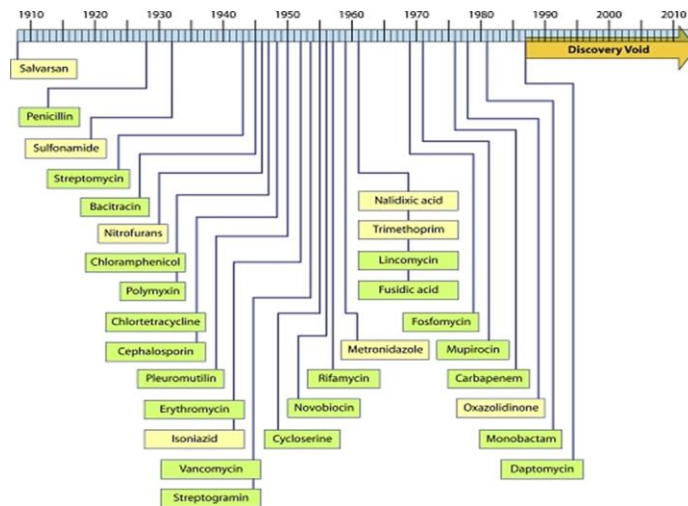 1910 1920 1930 1940 1950 1960 1970 1980 1990 2000 2010
Discovery Void
Salvarsan
Penicillin
Sulfonamide
Streptomycin
Bacitracin
Nitrofurans
Chloramphenicol
Polymyxin
Chlortetracycline
Cephalosporin
Pleuromutilin
Erythromycin
Isoniazid
Vancomycin
Streptogramin
Cycloserine
Novobiocin
Rifamycin
Metronidazole
Nalidixic acid
Trimethoprim
Lincomycin
Fusidic acid
Fosfomycin
Mupirocin
Carbapenem
Oxazolidinone
Monobactam
Daptomycin